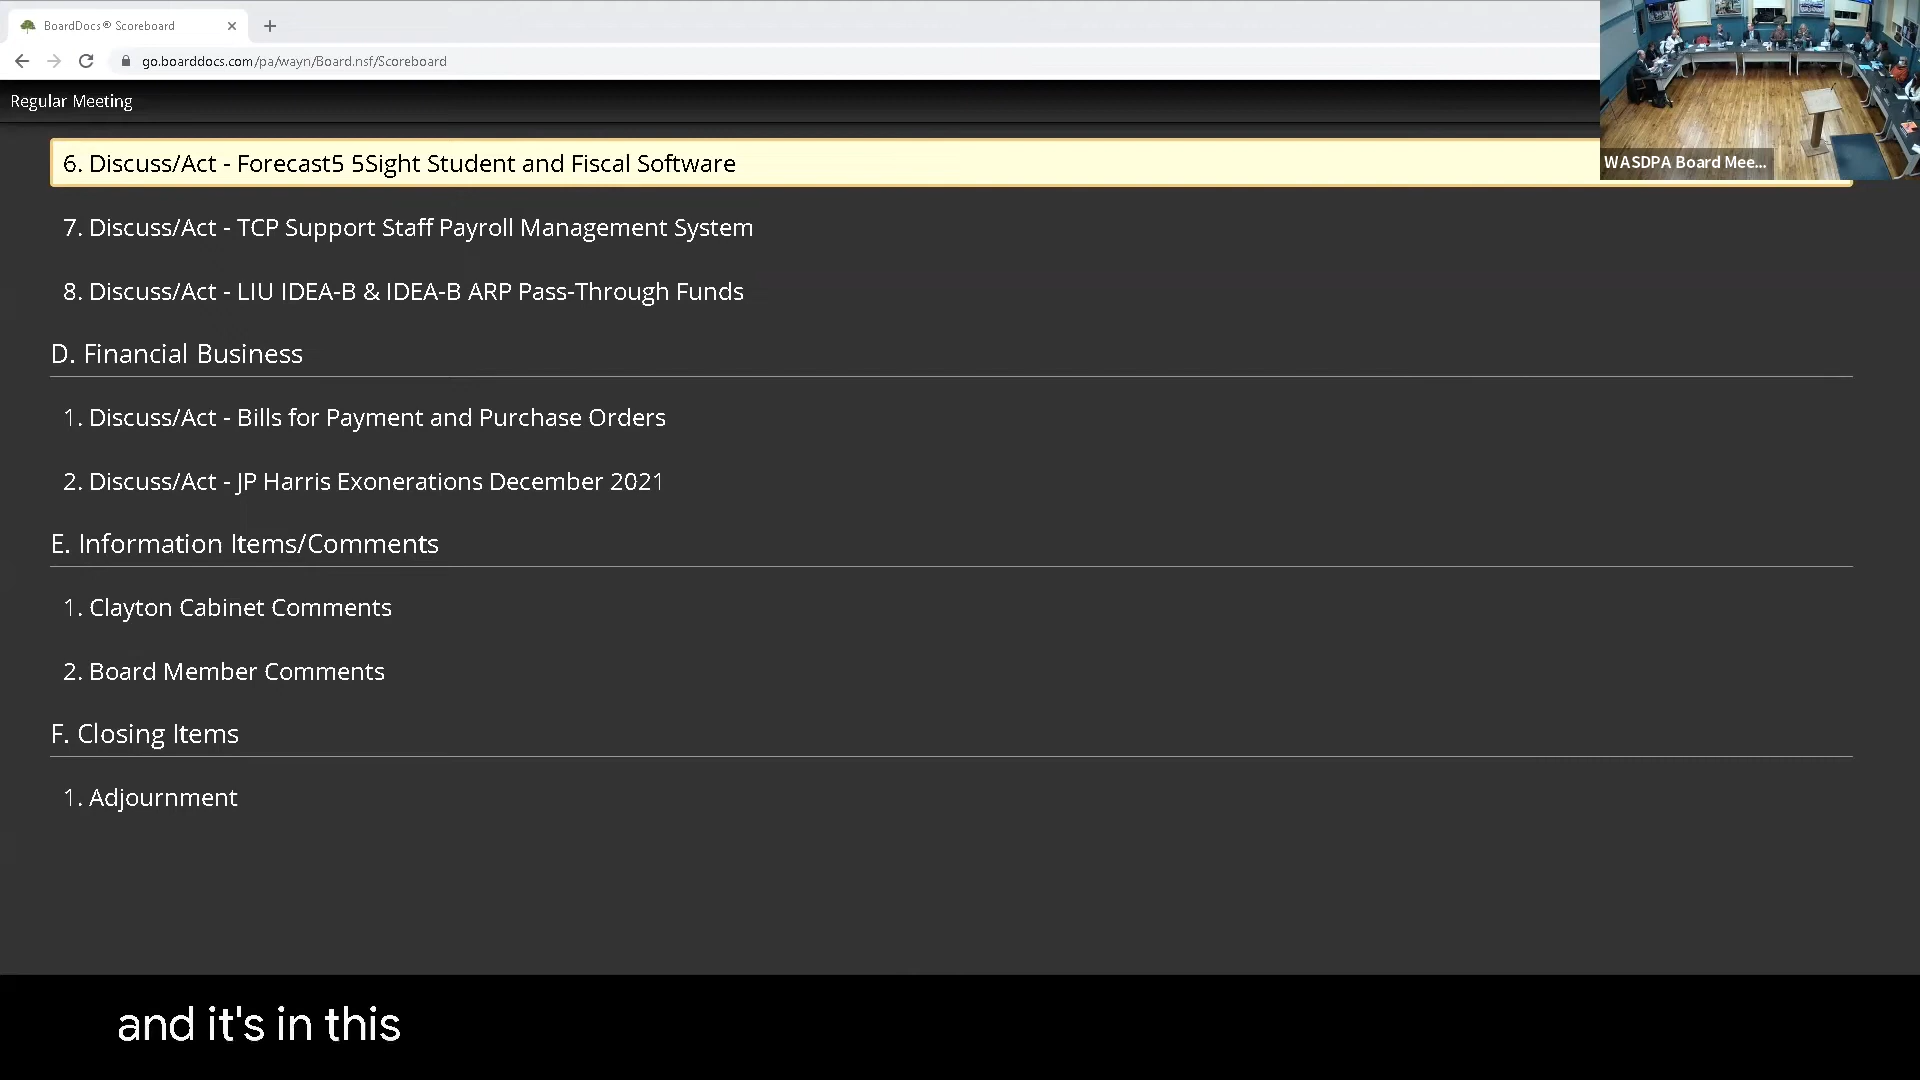 BoardDocs® Scoreboard
go.boarddocs.com/pa/wayn/Board.nsf/Scoreboard
Regular Meeting
WASDPA Board Mee...
6. Discuss/Act - Forecast5 5Sight Student and Fiscal Software
7. Discuss/Act - TCP Support Staff Payroll Management System
8. Discuss/Act - LIU IDEA-B & IDEA-B ARP Pass-Through Funds
D. Financial Business
1. Discuss/Act - Bills for Payment and Purchase Orders
2. Discuss/Act - JP Harris Exonerations December 2021
E. Information Items/Comments
1. Clayton Cabinet Comments
2. Board Member Comments
F. Closing Items
1. Adjournment
and it's in this